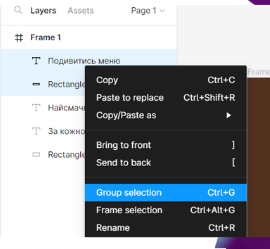 Layers Assets Page 1
Frame 1
Frame
Подивитись меню
Rectangle
Найсмач
За кожно
Rectangle
Copy Ctrl+C
Paste to replace Ctrl+Shift+R
Copy/Paste as
Bring to front ]
Send to back [
Group selection Ctrl+G
Frame selection Ctrl+Alt+G
Rename Ctrl+R